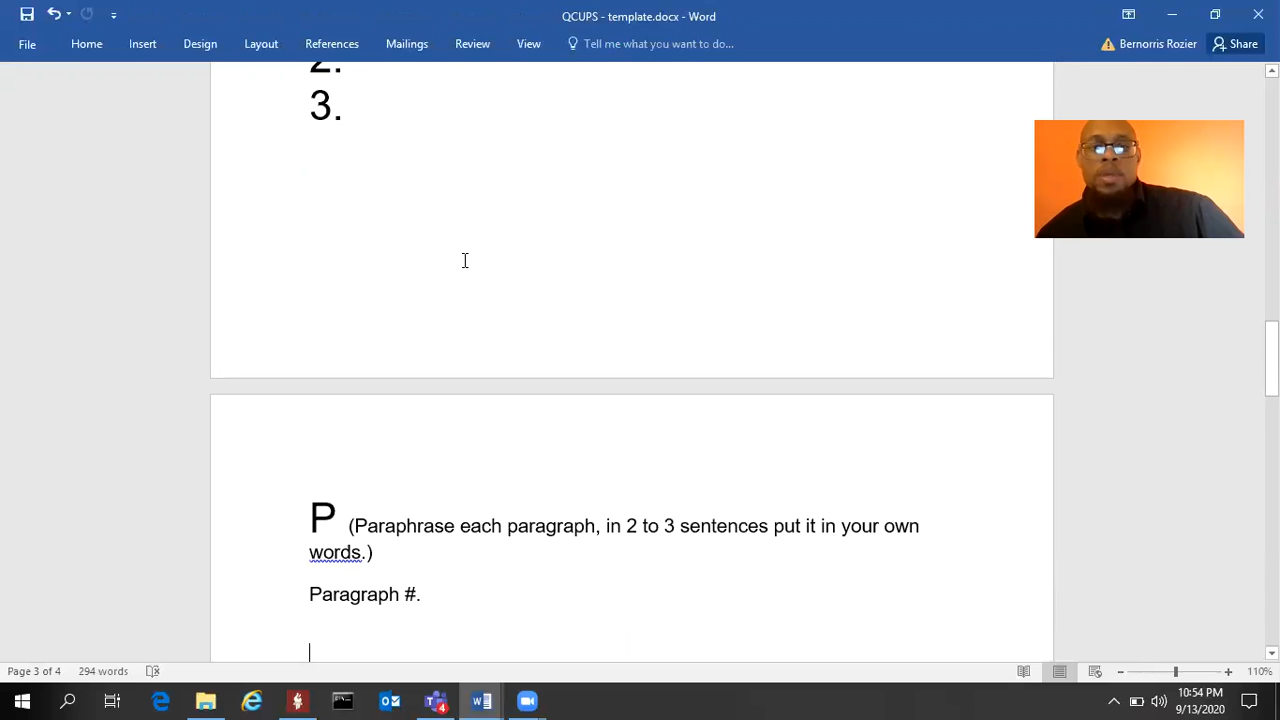 QCUPS - template.docx - Word
File Home Insert Design Layout References Mailings Review View Tell me what you want to do... Bernorris Rozier Share
2.
3.
P (Paraphrase each paragraph, in 2 to 3 sentences put it in your own
words.)
Paragraph #.
Page 3 of 4 294 words 110%
4
10:54 PM
9/13/2020